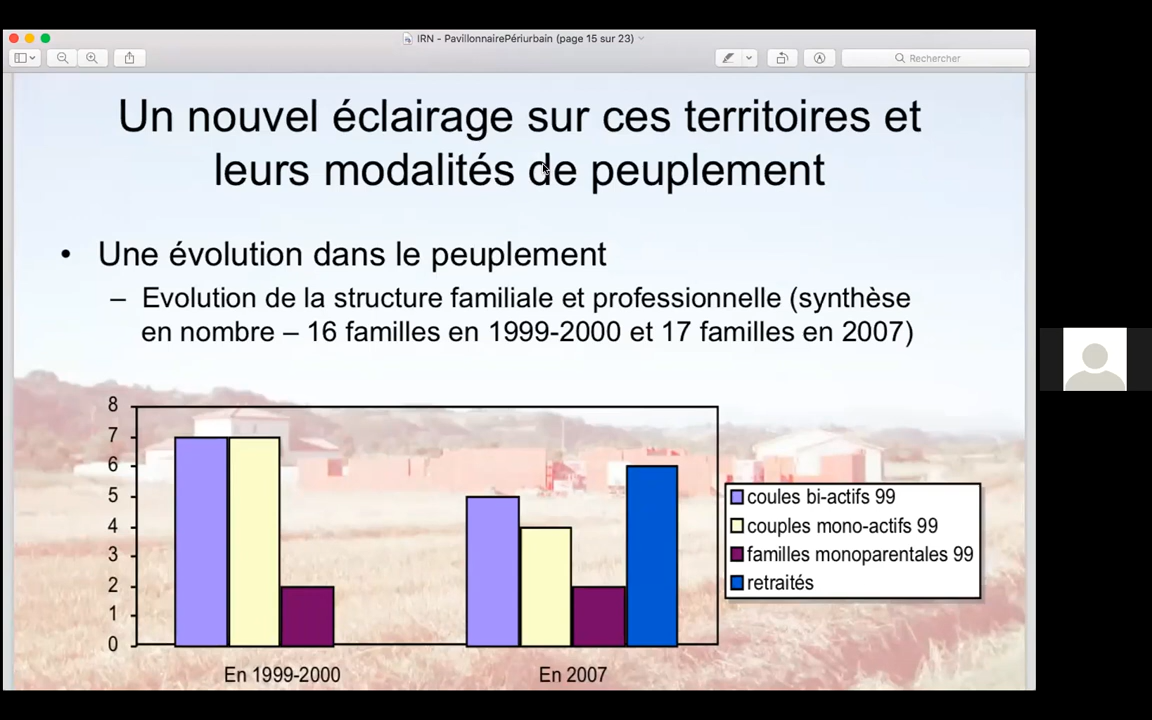 IRN - PavillonnairePériurbain (page 15 sur 23)
Rechercher
Un nouvel éclairage sur ces territoires et
leurs modalités de peuplement
• Une évolution dans le peuplement
– Evolution de la structure familiale et professionnelle (synthèse
en nombre – 16 familles en 1999-2000 et 17 familles en 2007)
8
7
6
5
4
3
2
1
0
En 1999-2000
En 2007
coules bi-actifs 99
couples mono-actifs 99
familles monoparentales 99
retraités